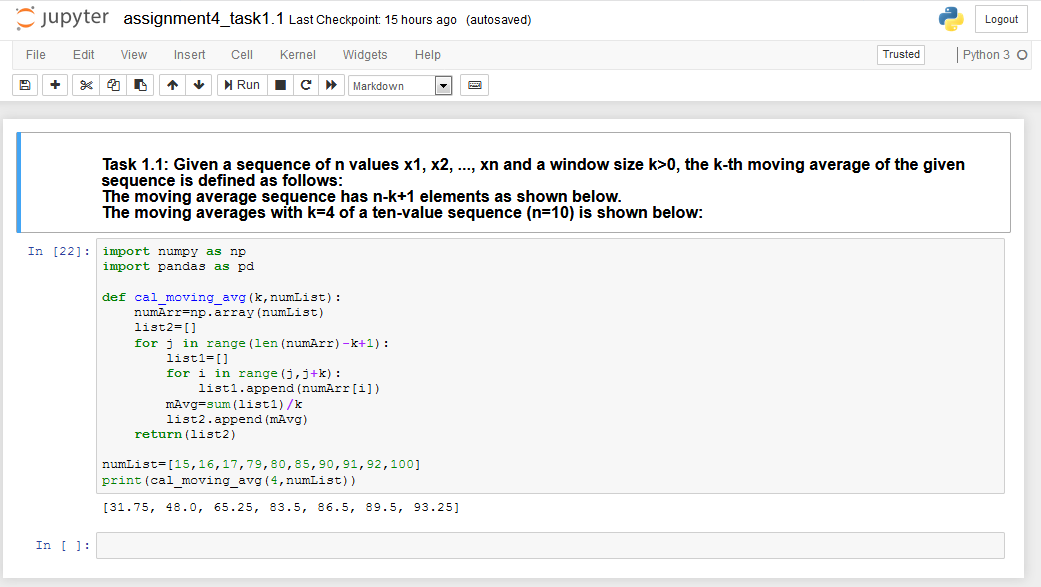 jupyter assignment4_task1.1 Last Checkpoint: 15 hours ago (autosaved) Logout
File Edit View Insert Cell Kernel Widgets Help Trusted Python 3
Run Markdown
Task 1.1: Given a sequence of n values x1, x2, ..., xn and a window size k>0, the k-th moving average of the given
sequence is defined as follows:
The moving average sequence has n-k+1 elements as shown below.
The moving averages with k=4 of a ten-value sequence (n=10) is shown below:
In [22]: import numpy as np
import pandas as pd
def cal_moving_avg(k,numList):
    numArr=np.array(numList)
    list2=[]
    for j in range(len(numArr)-k+1):
        list1=[]
        for i in range(j,j+k):
            list1.append(numArr[i])
        mAvg=sum(list1)/k
        list2.append(mAvg)
    return(list2)
numList=[15,16,17,79,80,85,90,91,92,100]
print(cal_moving_avg(4,numList))
[31.75, 48.0, 65.25, 83.5, 86.5, 89.5, 93.25]
In [ ]: